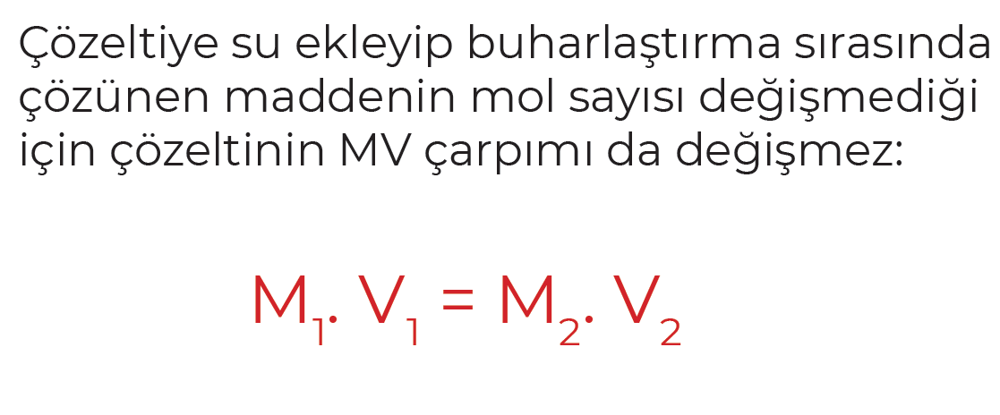 Çözeltiye su ekleyip buharlaştırma sırasında
çözünen maddenin mol sayısı değişmediği
için çözeltinin MV çarpımı da değişmez:
M₁. V₁ = M₂. V₂